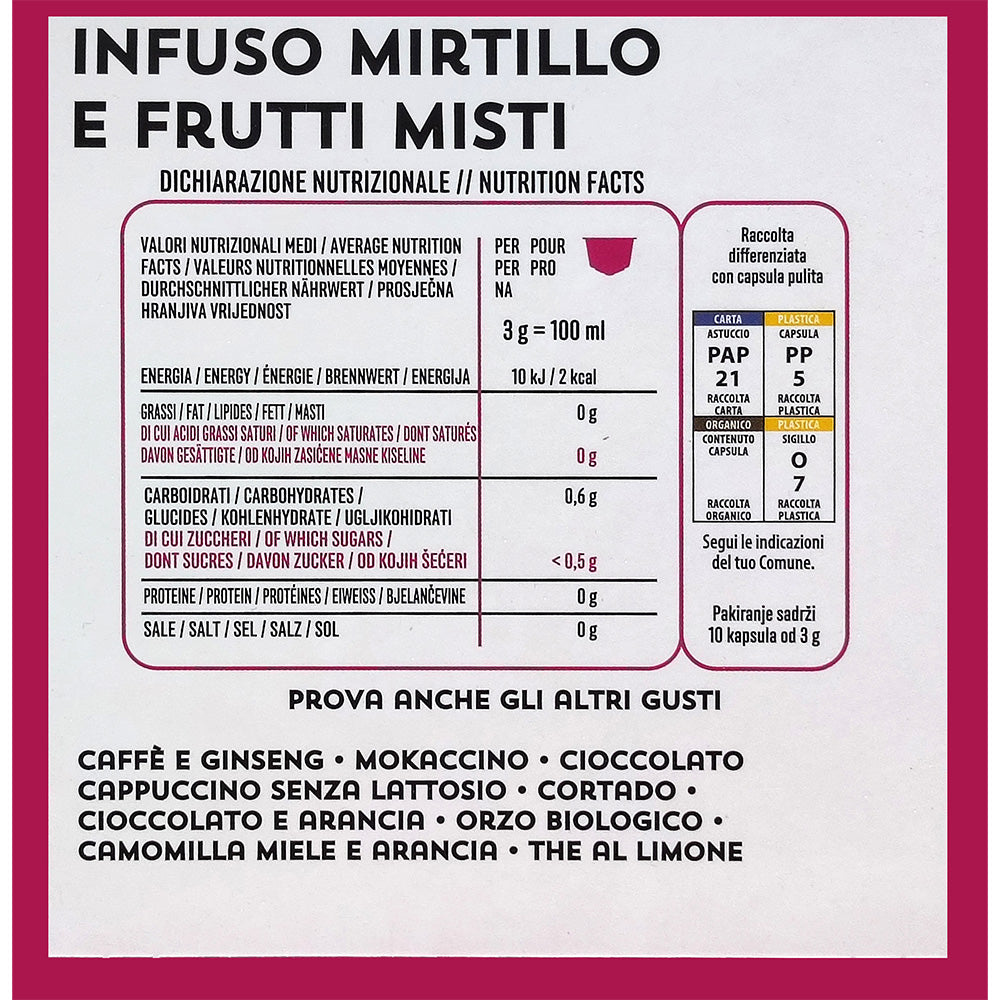 INFUSO MIRTILLO
E FRUTTI MISTI
DICHIARAZIONE NUTRIZIONALE // NUTRITION FACTS
VALORI NUTRIZIONALI MEDI / AVERAGE NUTRITION
FACTS / VALEURS NUTRITIONNELLES MOYENNES /
DURCHSCHNITTLICHER NÄHRWERT / PROSJEČNA
HRANJIVA VRIJEDNOST
PER POUR
PER PRO
NA
3 g = 100 ml
ENERGIA / ENERGY / ÉNERGIE / BRENNWERT / ENERGIJA 10 kJ / 2 kcal
GRASSI / FAT / LIPIDES / FETT / MASTI 0 g
DI CUI ACIDI GRASSI SATURI / OF WHICH SATURATES / DONT SATURÉS
DAVON GESÄTTIGTE / OD KOJIH ZASIĆENE MASNE KISELINE 0 g
CARBOIDRATI / CARBOHYDRATES / 0,6 g
GLUCIDES / KOHLENHYDRATE / UGLJIKOHIDRATI
DI CUI ZUCCHERI / OF WHICH SUGARS /
DONT SUCRES / DAVON ZUCKER / OD KOJIH ŠEĆERI < 0,5 g
PROTEINE / PROTEIN / PROTÉINES / EIWEISS / BJELANČEVINE 0 g
SALE / SALT / SEL / SALZ / SOL 0 g
Raccolta
differenziata
con capsula pulita
CARTA PLASTICA
ASTUCCIO CAPSULA
PAP PP
21 5
RACCOLTA RACCOLTA
CARTA PLASTICA
ORGANICO PLASTICA
CONTENUTO SIGILLO
CAPSULA
O
7
RACCOLTA RACCOLTA
ORGANICO PLASTICA
Segui le indicazioni
del tuo Comune.
Pakiranje sadrži
10 kapsula od 3 g
PROVA ANCHE GLI ALTRI GUSTI
CAFFÈ E GINSENG • MOKACCINO • CIOCCOLATO
CAPPUCCINO SENZA LATTOSIO • CORTADO •
CIOCCOLATO E ARANCIA • ORZO BIOLOGICO •
CAMOMILLA MIELE E ARANCIA • THE AL LIMONE